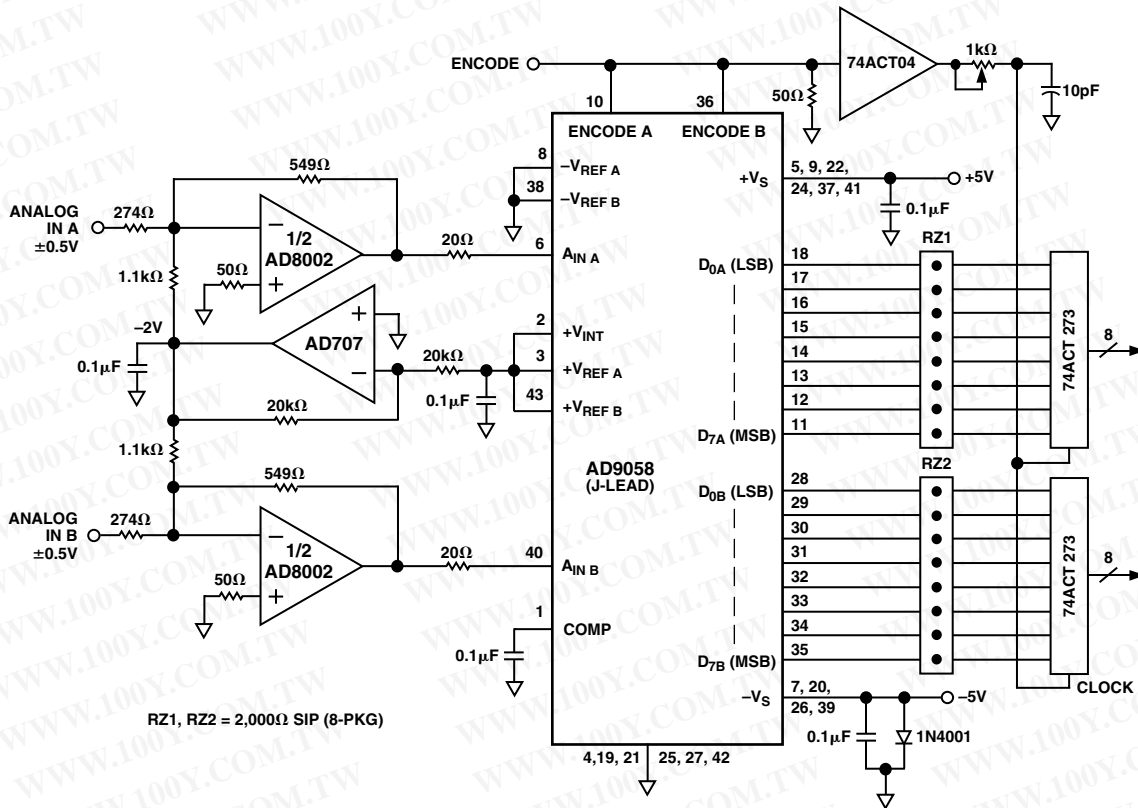 ENCODE
74ACT04
1kΩ
10pF
50Ω
10
36
ENCODE A
ENCODE B
8
–VREF A
38
–VREF B
549Ω
ANALOG
IN A
±0.5V
274Ω
1/2
AD8002
50Ω
20Ω
6
AIN A
1.1kΩ
–2V
0.1µF
AD707
20kΩ
20kΩ
0.1µF
2
+VINT
3
+VREF A
43
+VREF B
1.1kΩ
549Ω
ANALOG
IN B
±0.5V
274Ω
1/2
AD8002
50Ω
20Ω
40
AIN B
1
COMP
0.1µF
AD9058
(J-LEAD)
+VS
5, 9, 22,
24, 37, 41
+5V
0.1µF
RZ1
D0A (LSB)
18
17
16
15
14
13
12
11
D7A (MSB)
74ACT 273
8
RZ2
D0B (LSB)
28
29
30
31
32
33
34
35
D7B (MSB)
74ACT 273
8
CLOCK
–VS
7, 20,
26, 39
–5V
0.1µF
1N4001
4,19, 21
25, 27, 42
RZ1, RZ2 = 2,000Ω SIP (8-PKG)
WWW.100Y.COM.TW